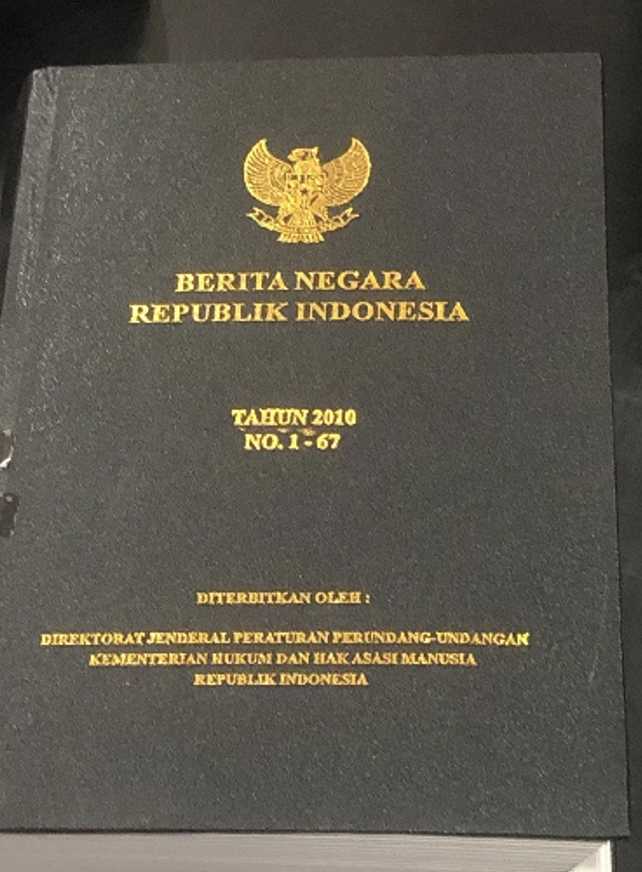 BERITA NEGARA
REPUBLIK INDONESIA
TAHUN 2010
NO. 1 - 67
DITERBITKAN OLEH :
DIREKTORAT JENDERAL PERATURAN PERUNDANG-UNDANGAN
KEMENTERIAN HUKUM DAN HAK ASASI MANUSIA
REPUBLIK INDONESIA